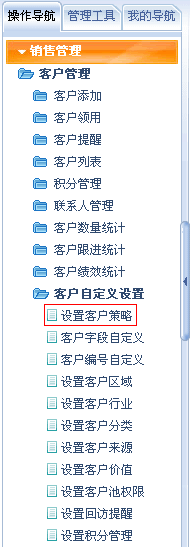 操作导航 管理工具 我的导航
销售管理
客户管理
客户添加
客户领用
客户提醒
客户列表
积分管理
联系人管理
客户数量统计
客户跟进统计
客户绩效统计
客户自定义设置
设置客户策略
客户字段自定义
客户编号自定义
设置客户区域
设置客户行业
设置客户分类
设置客户来源
设置客户价值
设置客户池权限
设置回访提醒
设置积分管理